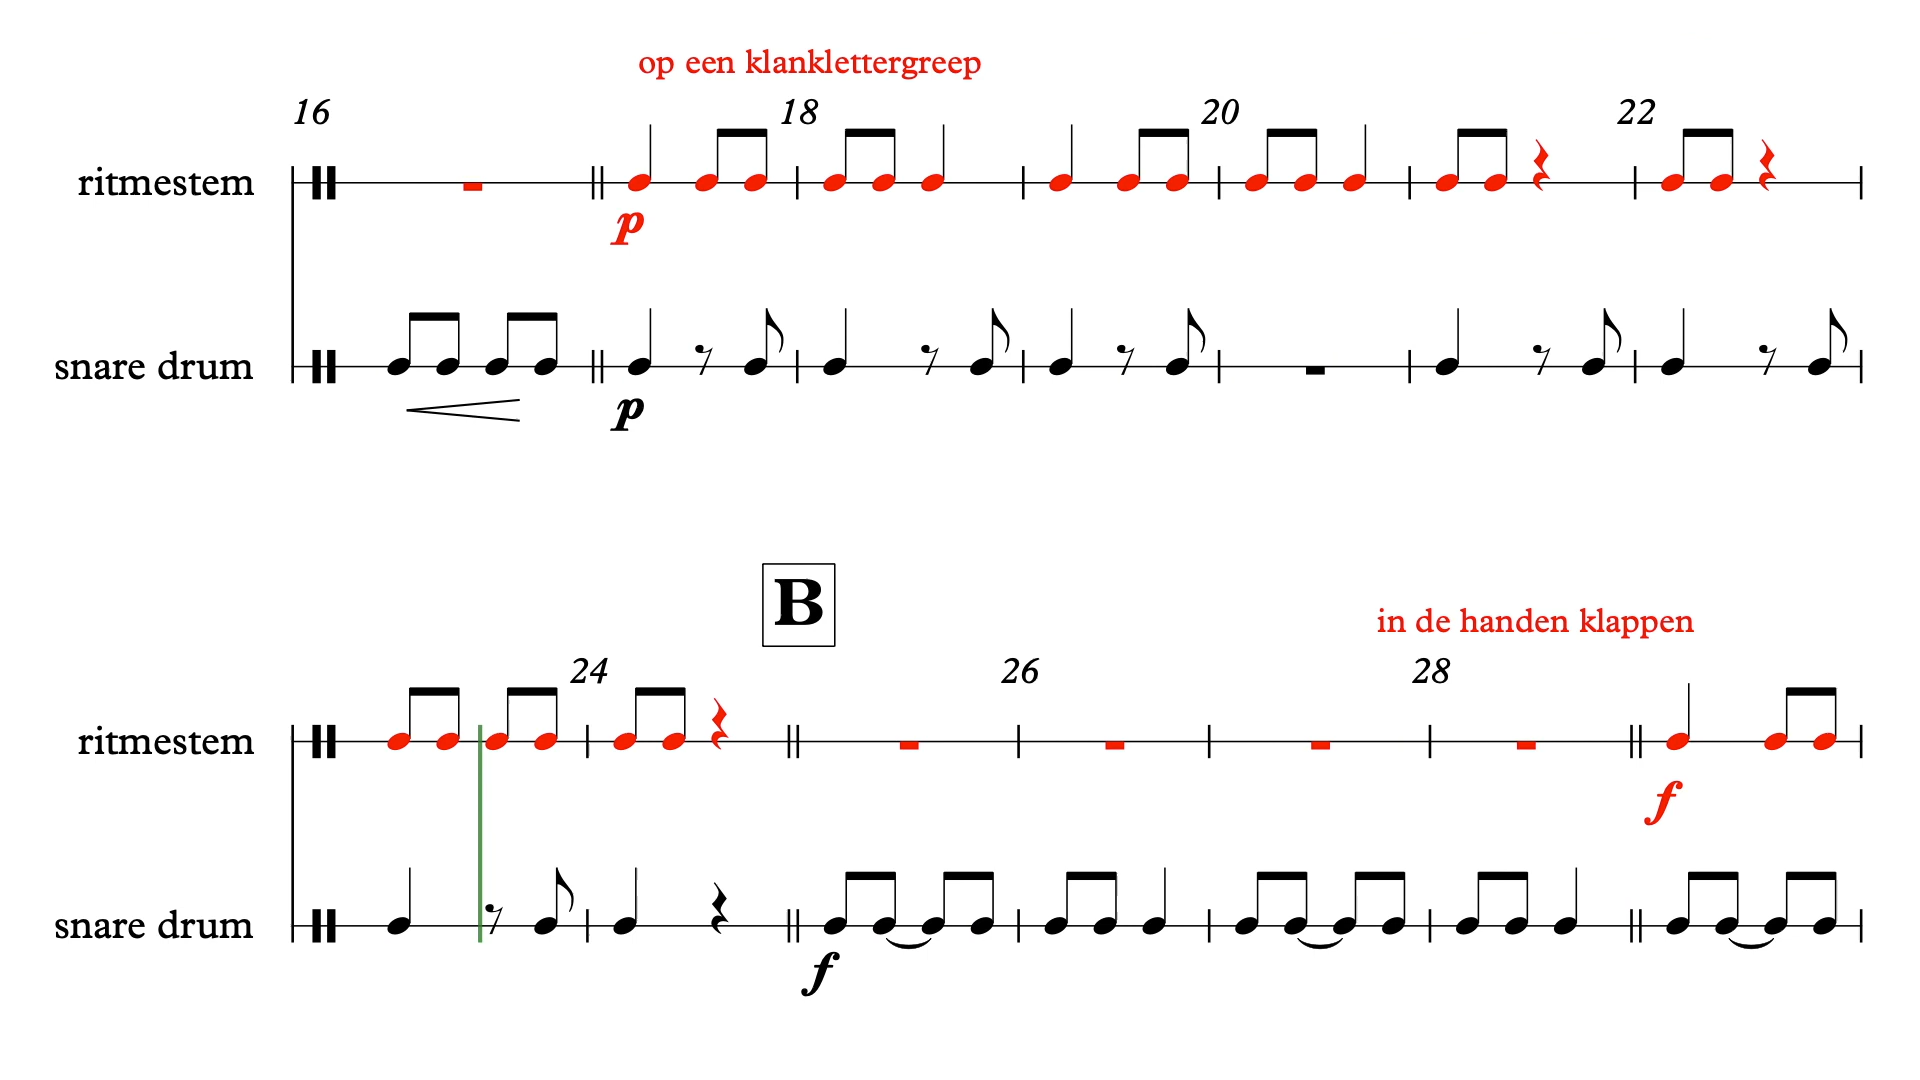 op een klanklettergreep
16 18 20 22
ritmestem
p
snare drum
p
B
in de handen klappen
24 26 28
ritmestem
f
snare drum
f